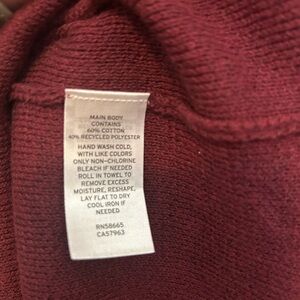 MAIN BODY
CONTAINS
60% COTTON
40% RECYCLED POLYESTER
HAND WASH COLD,
WITH LIKE COLORS
ONLY NON-CHLORINE
BLEACH IF NEEDED
ROLL IN TOWEL TO
REMOVE EXCESS
MOISTURE, RESHAPE,
LAY FLAT TO DRY
COOL IRON IF
NEEDED
RN58665
CA57963